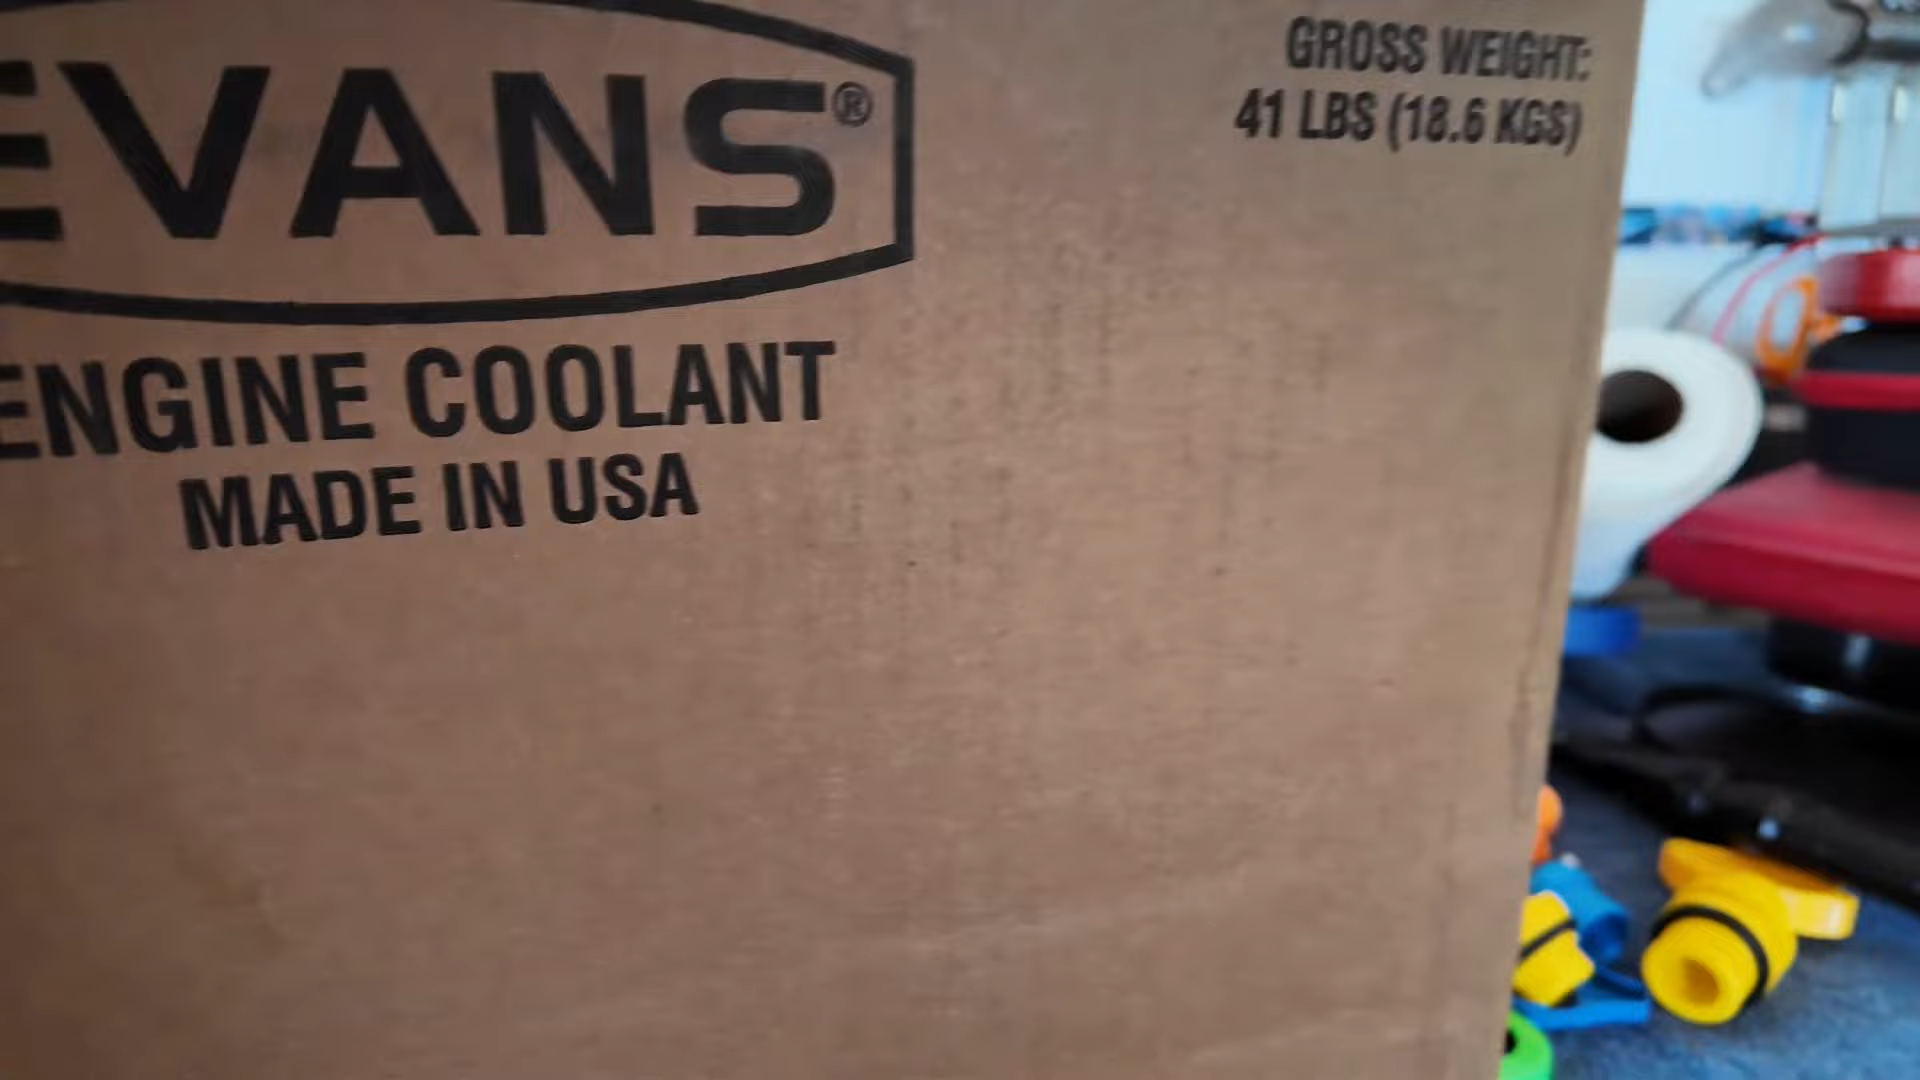 EVANS®
ENGINE COOLANT
MADE IN USA
GROSS WEIGHT:
41 LBS (18.6 KGS)